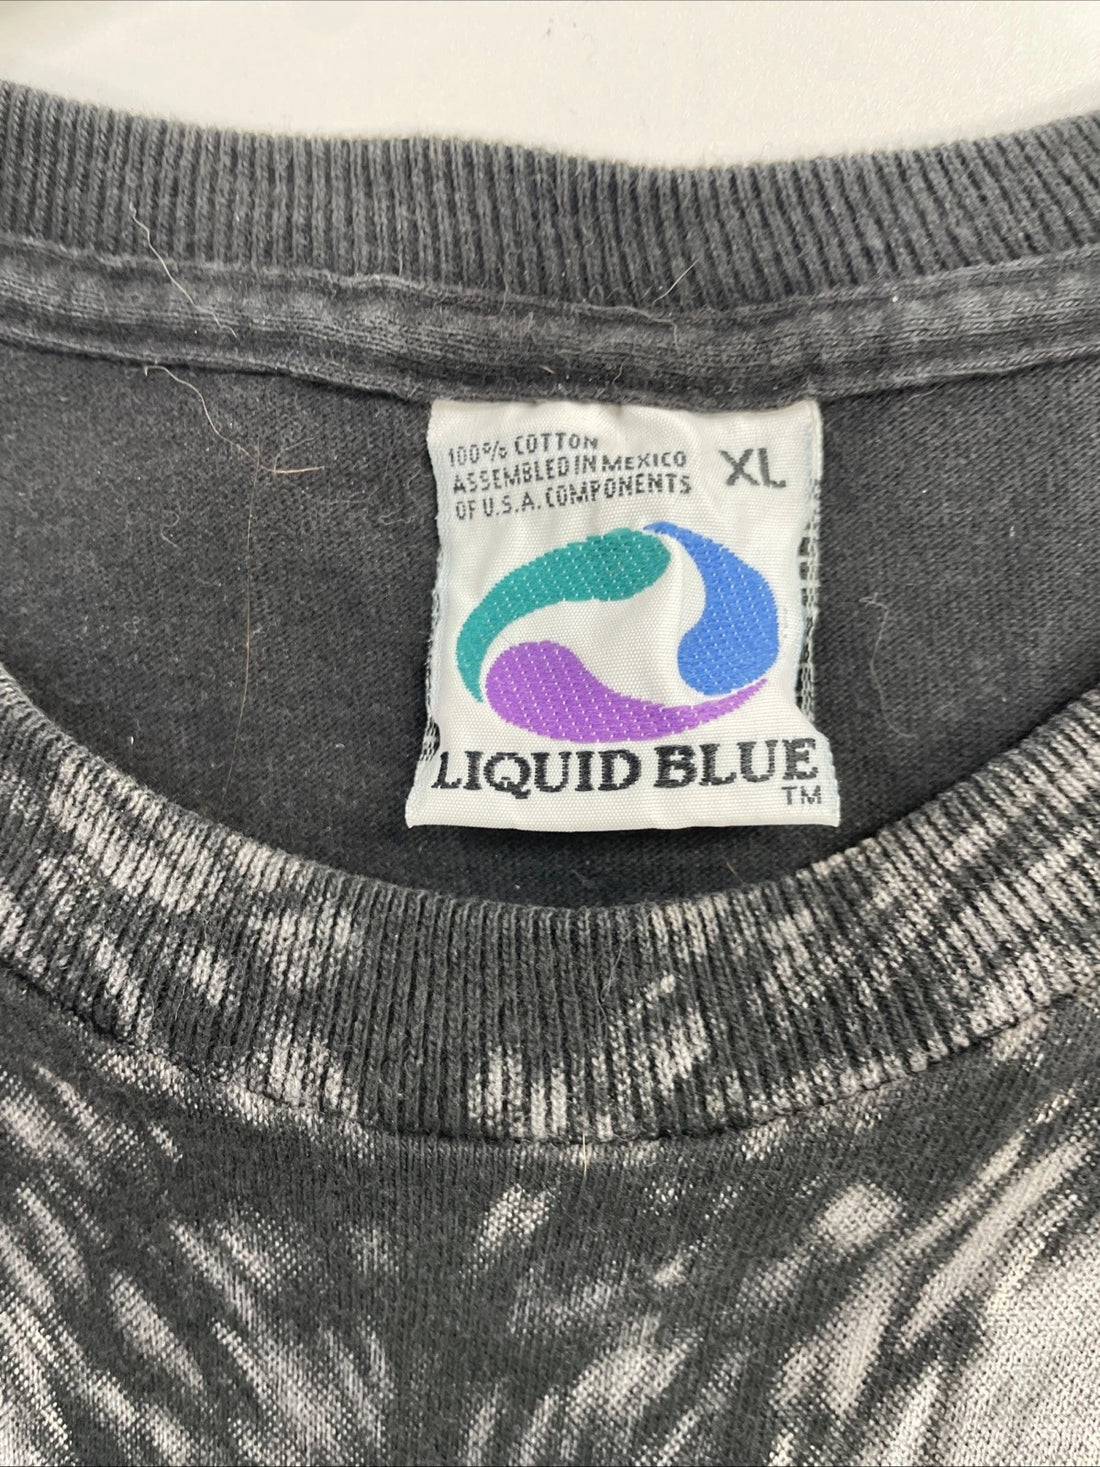 100% COTTON
ASSEMBLED IN MEXICO
OF U.S.A. COMPONENTS
XL
LIQUID BLUE
TM